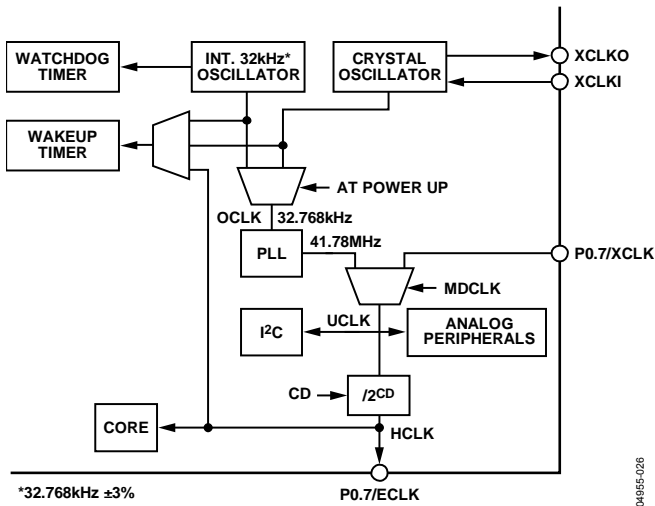 WATCHDOG
TIMER
INT. 32kHz*
OSCILLATOR
CRYSTAL
OSCILLATOR
XCLKO
XCLKI
WAKEUP
TIMER
AT POWER UP
OCLK
32.768kHz
PLL
41.78MHz
P0.7/XCLK
MDCLK
I²C
UCLK
ANALOG
PERIPHERALS
CD
/2ᶜᴰ
CORE
HCLK
*32.768kHz ±3%
P0.7/ECLK
04955-026